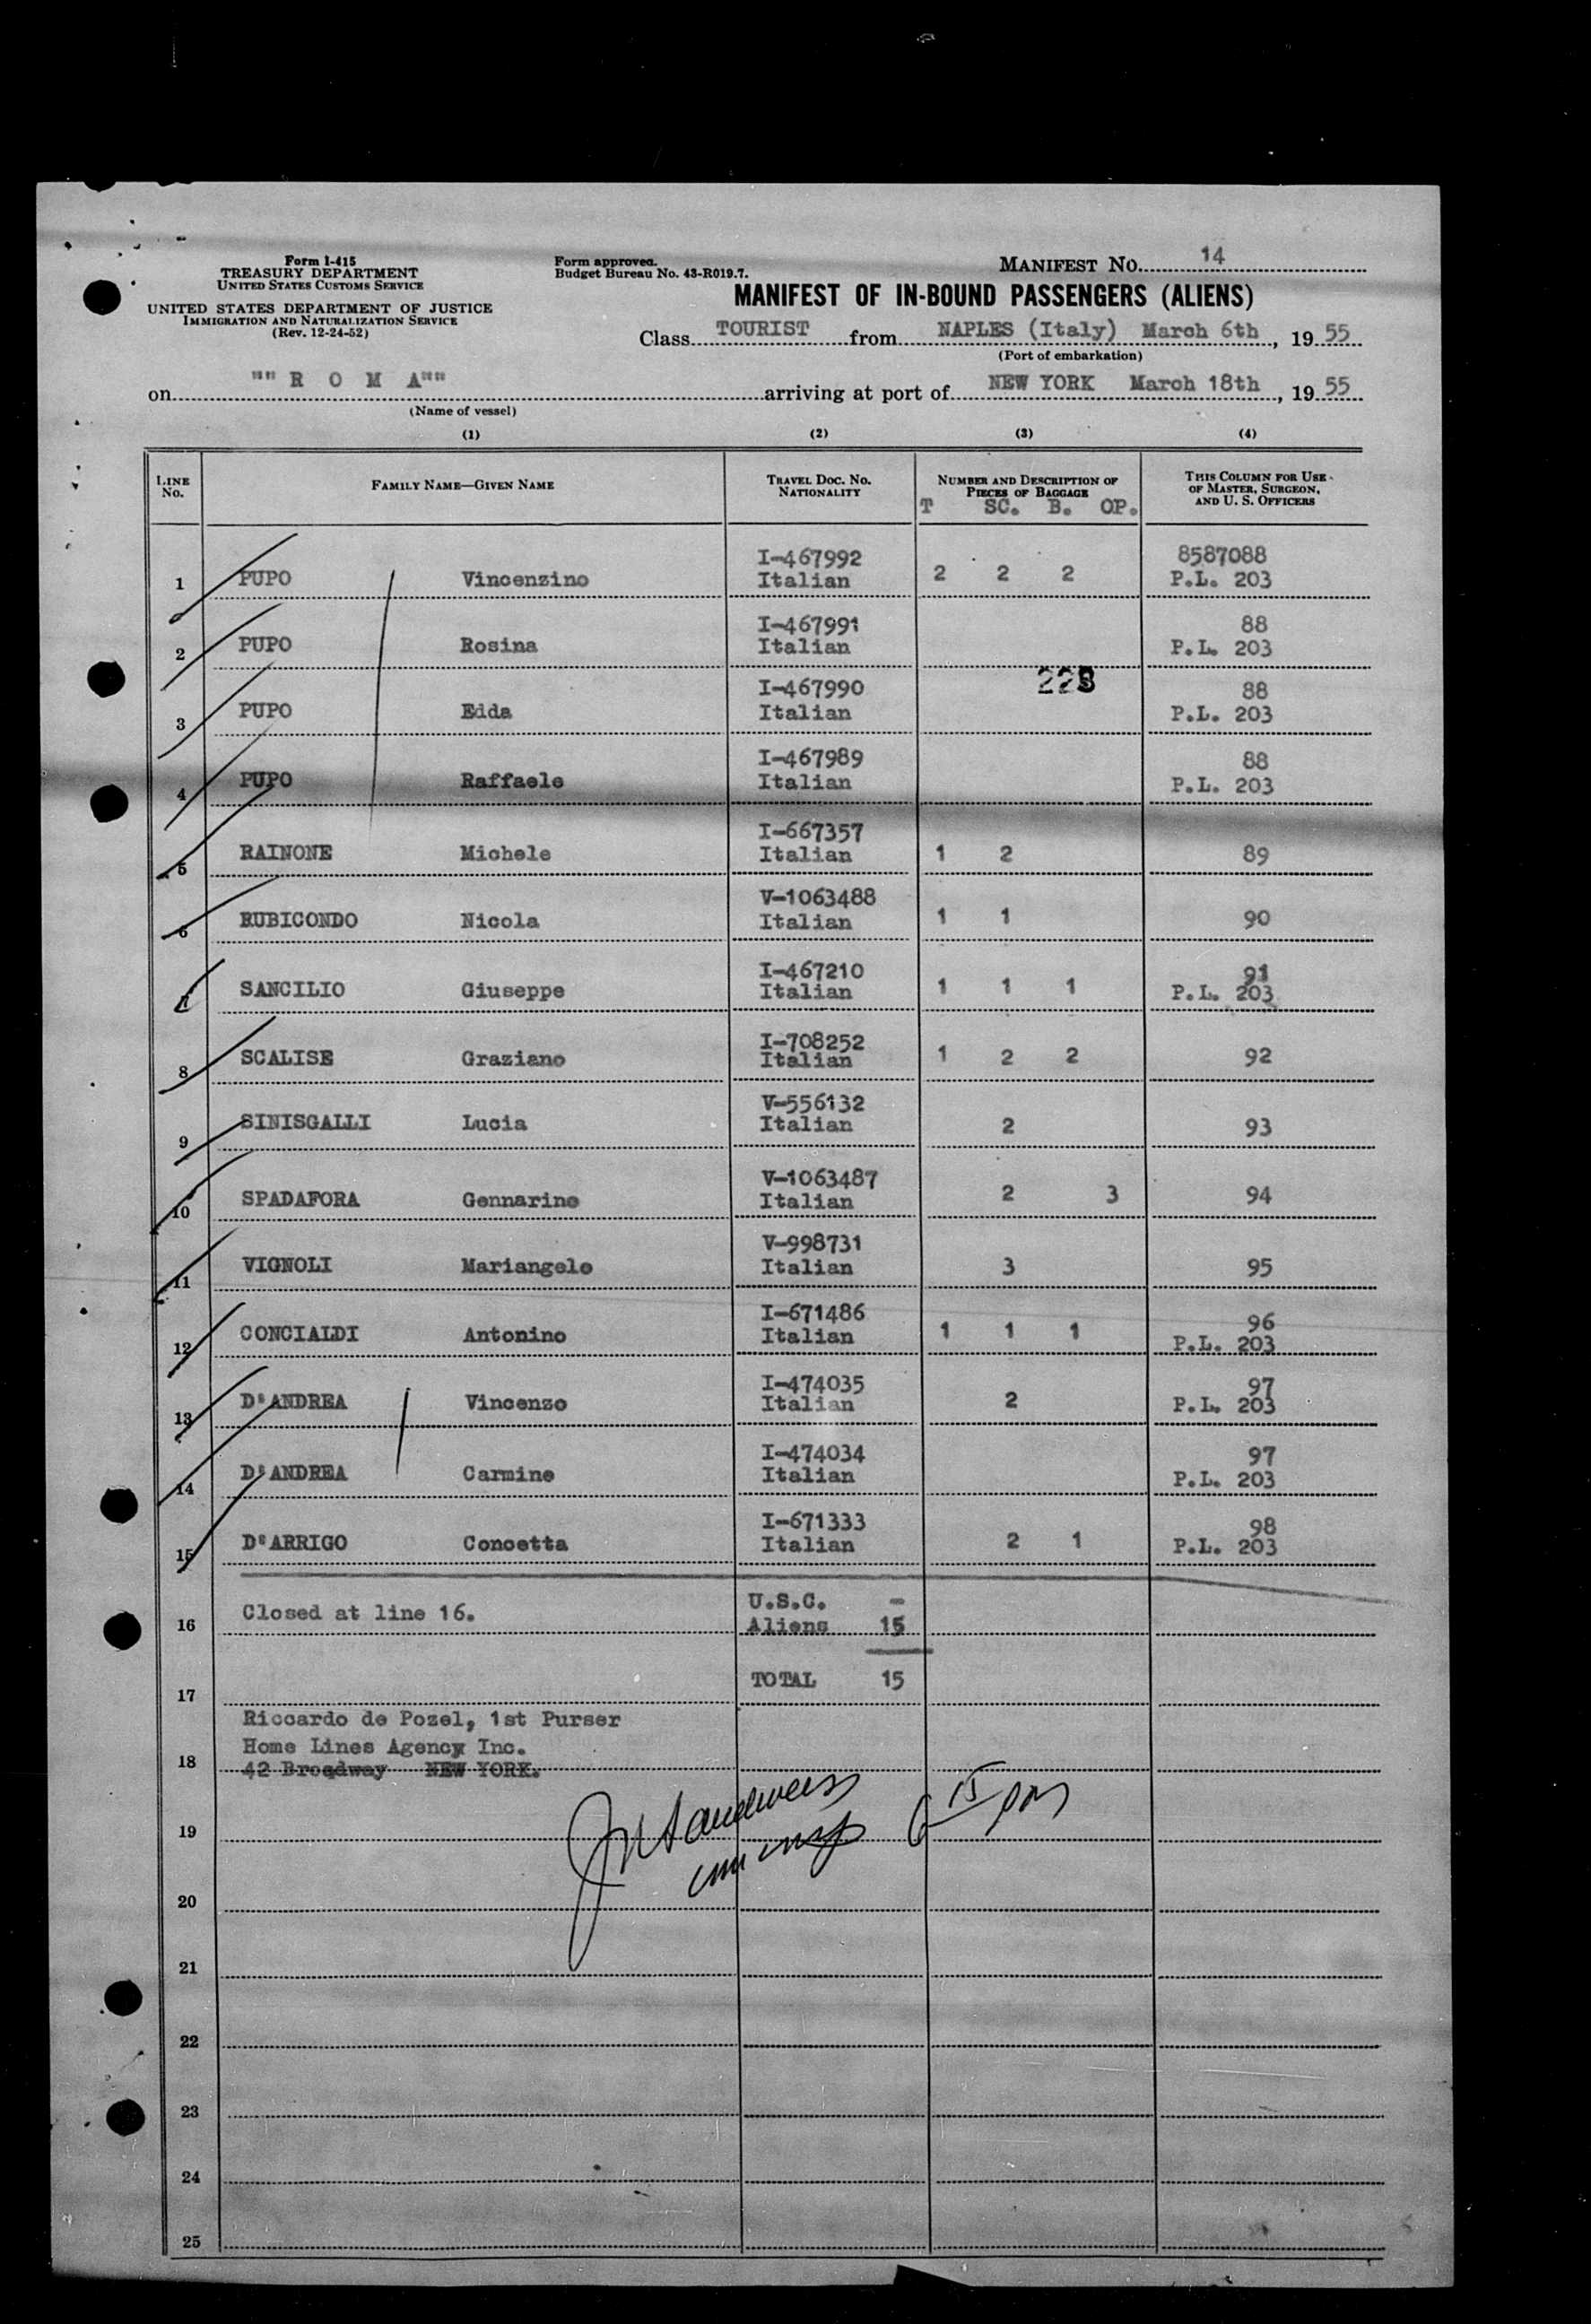 Form I-415
TREASURY DEPARTMENT
UNITED STATES CUSTOMS SERVICE
UNITED STATES DEPARTMENT OF JUSTICE
IMMIGRATION AND NATURALIZATION SERVICE
(Rev. 12-24-52)
Form approved.
Budget Bureau No. 43-R019.7.
MANIFEST NO. 14
MANIFEST OF IN-BOUND PASSENGERS (ALIENS)
Class TOURIST from NAPLES (Italy) March 6th, 19 55
(Port of embarkation)
on "" R O M A"" arriving at port of NEW YORK March 18th, 19 55
(Name of vessel)
(1) (2) (3) (4)
LINE No. FAMILY NAME—GIVEN NAME TRAVEL DOC. NO. NATIONALITY NUMBER AND DESCRIPTION OF PIECES OF BAGGAGE THIS COLUMN FOR USE OF MASTER, SURGEON, AND U. S. OFFICERS
T SC. B. OP.
I-467992 8587088
1 PUPO Vincenzino Italian 2 2 2 P.L. 203
I-467991 88
2 PUPO Rosina Italian P.L. 203
228
I-467990 88
3 PUPO Edda Italian P.L. 203
I-467989 88
4 PUPO Raffaele Italian P.L. 203
I-667357
5 RAINONE Michele Italian 1 2 89
V-1063488
6 RUBICONDO Nicola Italian 1 1 90
I-467210 91
7 SANCILIO Giuseppe Italian 1 1 1 P.L. 203
I-708252
8 SCALISE Graziano Italian 1 2 2 92
V-556132
9 SINISGALLI Lucia Italian 2 93
V-1063487
10 SPADAFORA Gennarino Italian 2 3 94
V-998731
11 VIGNOLI Mariangelo Italian 3 95
I-671486 96
12 CONCIALDI Antonino Italian 1 1 1 P.L. 203
I-474035 97
13 D'ANDREA Vincenzo Italian 2 P.L. 203
I-474034 97
14 D'ANDREA Carmine Italian P.L. 203
I-671333 98
15 D'ARRIGO Concetta Italian 2 1 P.L. 203
U.S.C. -
16 Closed at line 16. Aliens 15
17 TOTAL 15
Riccardo de Pozel, 1st Purser
Home Lines Agency Inc.
18 42 Broadway NEW YORK.
19
20
21
22
23
24
25